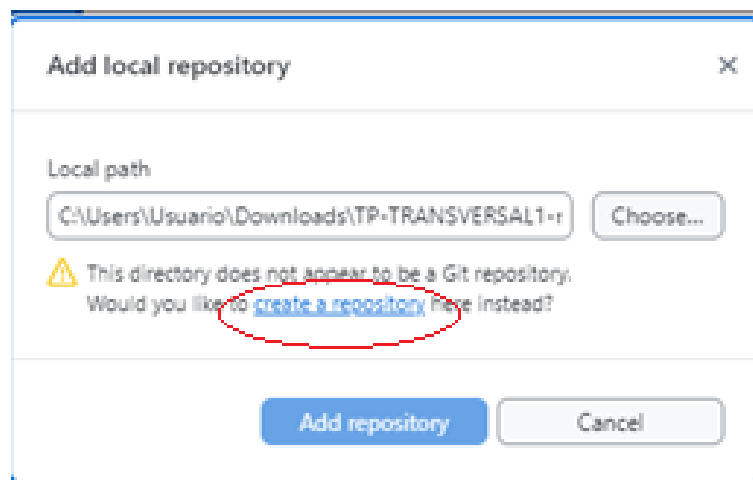 Add local repository
Local path
C:\Users\Usuario\Downloads\TP-TRANSVERSAL1-r Choose...
This directory does not appear to be a Git repository.
Would you like to create a repository here instead?
Add repository Cancel